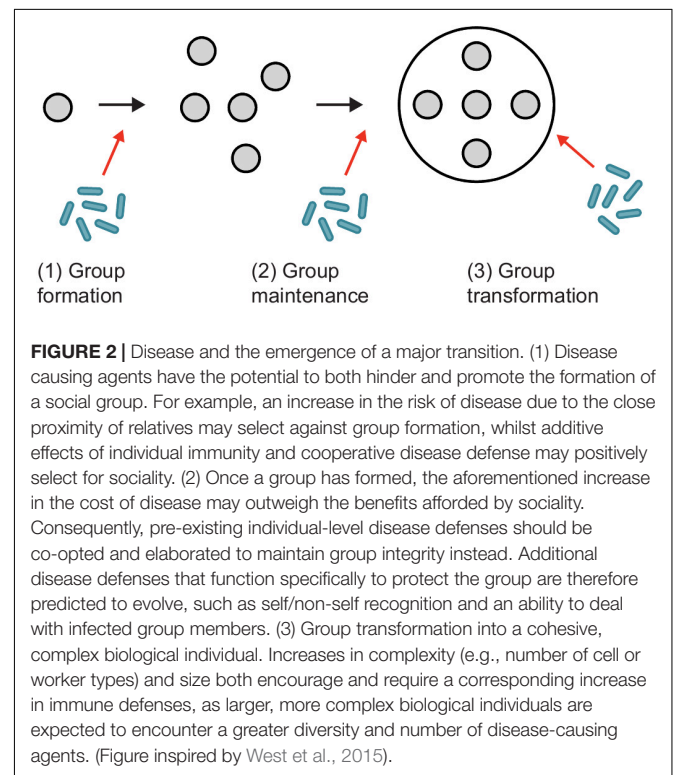 (1) Group
formation
(2) Group
maintenance
(3) Group
transformation
FIGURE 2 | Disease and the emergence of a major transition. (1) Disease
causing agents have the potential to both hinder and promote the formation of
a social group. For example, an increase in the risk of disease due to the close
proximity of relatives may select against group formation, whilst additive
effects of individual immunity and cooperative disease defense may positively
select for sociality. (2) Once a group has formed, the aforementioned increase
in the cost of disease may outweigh the benefits afforded by sociality.
Consequently, pre-existing individual-level disease defenses should be
co-opted and elaborated to maintain group integrity instead. Additional
disease defenses that function specifically to protect the group are therefore
predicted to evolve, such as self/non-self recognition and an ability to deal
with infected group members. (3) Group transformation into a cohesive,
complex biological individual. Increases in complexity (e.g., number of cell or
worker types) and size both encourage and require a corresponding increase
in immune defenses, as larger, more complex biological individuals are
expected to encounter a greater diversity and number of disease-causing
agents. (Figure inspired by West et al., 2015).